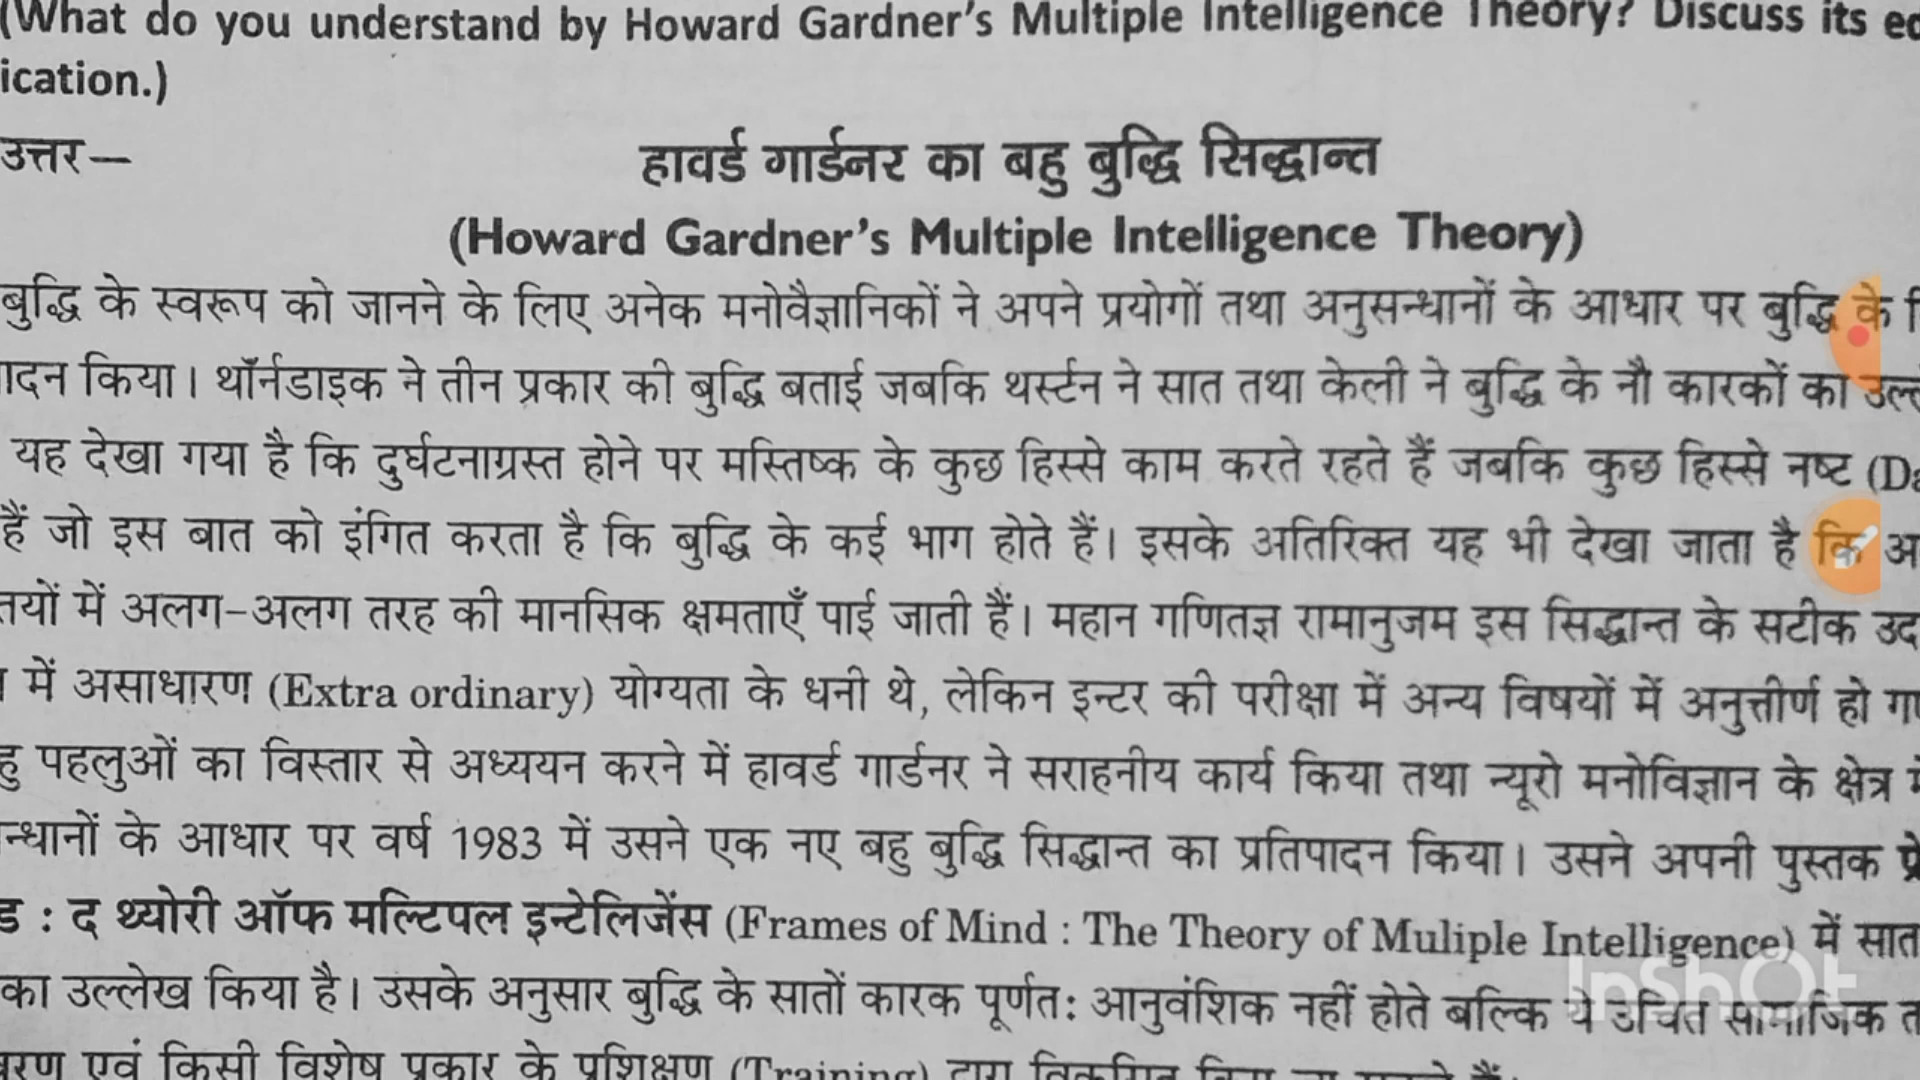 (What do you understand by Howard Gardner's Multiple Intelligence Theory? Discuss its
ication.)
उत्तर—
हावर्ड गार्डनर का बहु बुद्धि सिद्धान्त
(Howard Gardner's Multiple Intelligence Theory)
बुद्धि के स्वरूप को जानने के लिए अनेक मनोवैज्ञानिकों ने अपने प्रयोगों तथा अनुसन्धानों के आधार पर बुद्धि के
ादन किया। थॉर्नडाइक ने तीन प्रकार की बुद्धि बताई जबकि थर्स्टन ने सात तथा केली ने बुद्धि के नौ कारकों का
यह देखा गया है कि दुर्घटनाग्रस्त होने पर मस्तिष्क के कुछ हिस्से काम करते रहते हैं जबकि कुछ हिस्से नष्ट
हैं जो इस बात को इंगित करता है कि बुद्धि के कई भाग होते हैं। इसके अतिरिक्त यह भी देखा जाता है कि
तयों में अलग-अलग तरह की मानसिक क्षमताएँ पाई जाती हैं। महान गणितज्ञ रामानुजम इस सिद्धान्त के सटीक
में असाधारण (Extra ordinary) योग्यता के धनी थे, लेकिन इन्टर की परीक्षा में अन्य विषयों में अनुत्तीर्ण हो
हु पहलुओं का विस्तार से अध्ययन करने में हावर्ड गार्डनर ने सराहनीय कार्य किया तथा न्यूरो मनोविज्ञान के क्षेत्र
न्धानों के आधार पर वर्ष 1983 में उसने एक नए बहु बुद्धि सिद्धान्त का प्रतिपादन किया। उसने अपनी पुस्तक
ड : द थ्योरी ऑफ मल्टिपल इन्टेलिजेंस (Frames of Mind : The Theory of Muliple Intelligence) में सात
का उल्लेख किया है। उसके अनुसार बुद्धि के सातों कारक पूर्णत: आनुवंशिक नहीं होते बल्कि ये उचित सामाजिक
एवं किसी विशेष प्रकार के प्रशिक्षण (Training)
InShOt